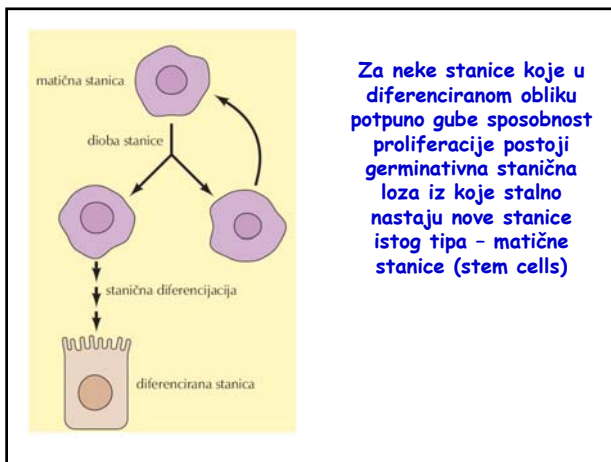 matična stanica
dioba stanice
stanična diferencijacija
diferencirana stanica
Za neke stanice koje u
diferenciranom obliku
potpuno gube sposobnost
proliferacije postoji
germinativna stanična
loza iz koje stalno
nastaju nove stanice
istog tipa – matične
stanice (stem cells)